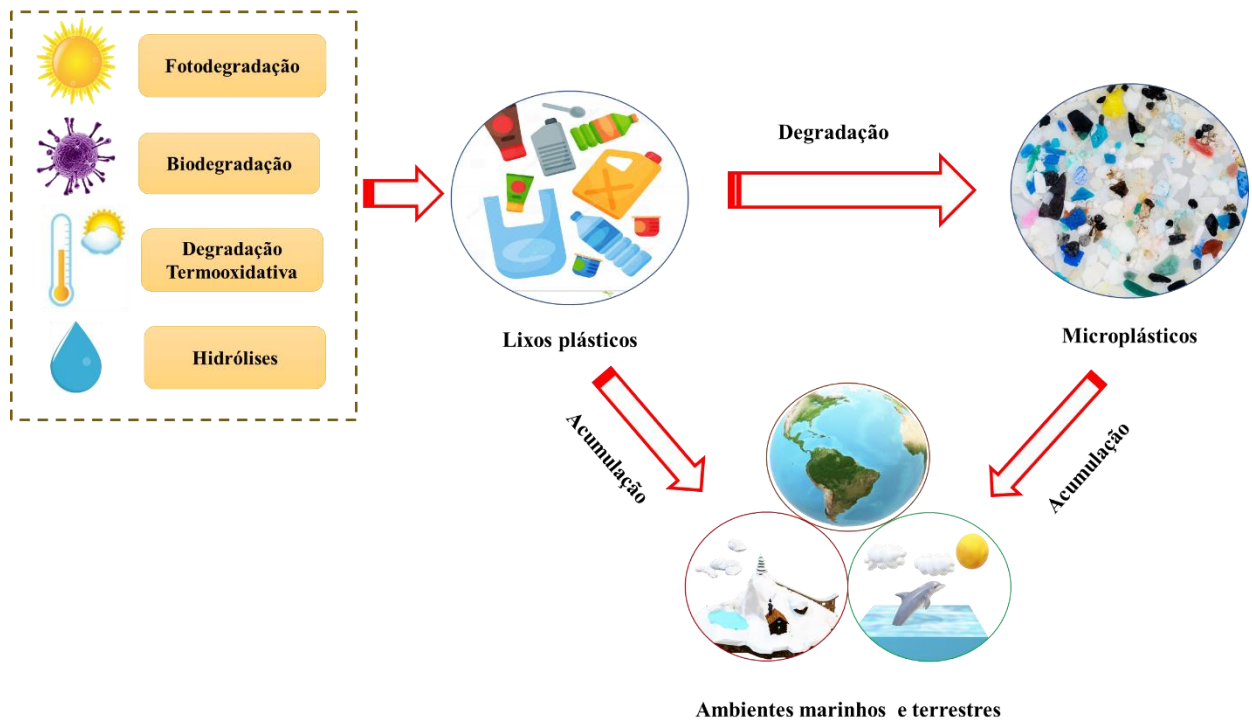 Fotodegradação
Biodegradação
Degradação
Termooxidativa
Hidrólises
Degradação
Lixos plásticos
Microplásticos
Acumulação
Acumulação
Ambientes marinhos e terrestres